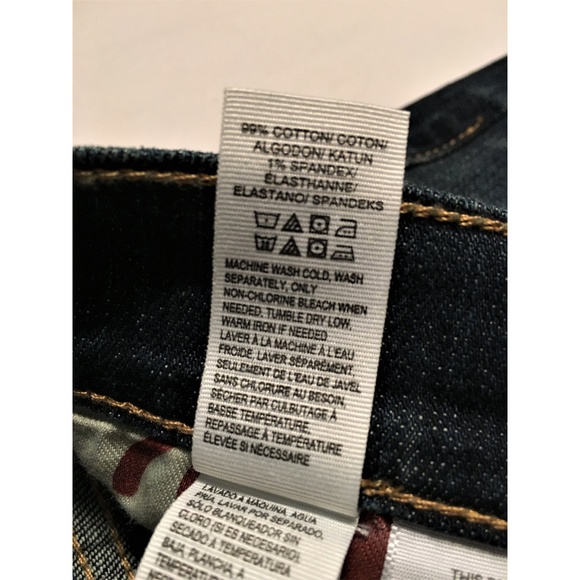 99% COTTON/ COTON/
ALGODON/ KATUN
1% SPANDEX/
ÉLASTHANNE/
ELASTANO/ SPANDEKS
MACHINE WASH COLD, WASH
SEPARATELY, ONLY
NON-CHLORINE BLEACH WHEN
NEEDED, TUMBLE DRY LOW,
WARM IRON IF NEEDED
LAVER À LA MACHINE À L'EAU
FROIDE, LAVER SÉPARÉMENT,
SEULEMENT DE L'EAU DE JAVEL
SANS CHLORURE AU BESOIN,
SÉCHER PAR CULBUTAGE À
BASSE TEMPÉRATURE,
REPASSAGE À TEMPÉRATURE
ÉLEVÉE SI NÉCESSAIRE
LAVADO A MAQUINA, AGUA
FRÍA, LAVAR POR SEPARADO,
SÓLO BLANQUEADOR SIN
CLORO (SI ES NECESARIO)
SECADO A TEMPERATURA
BAJA, PLANCHA, A
THIS